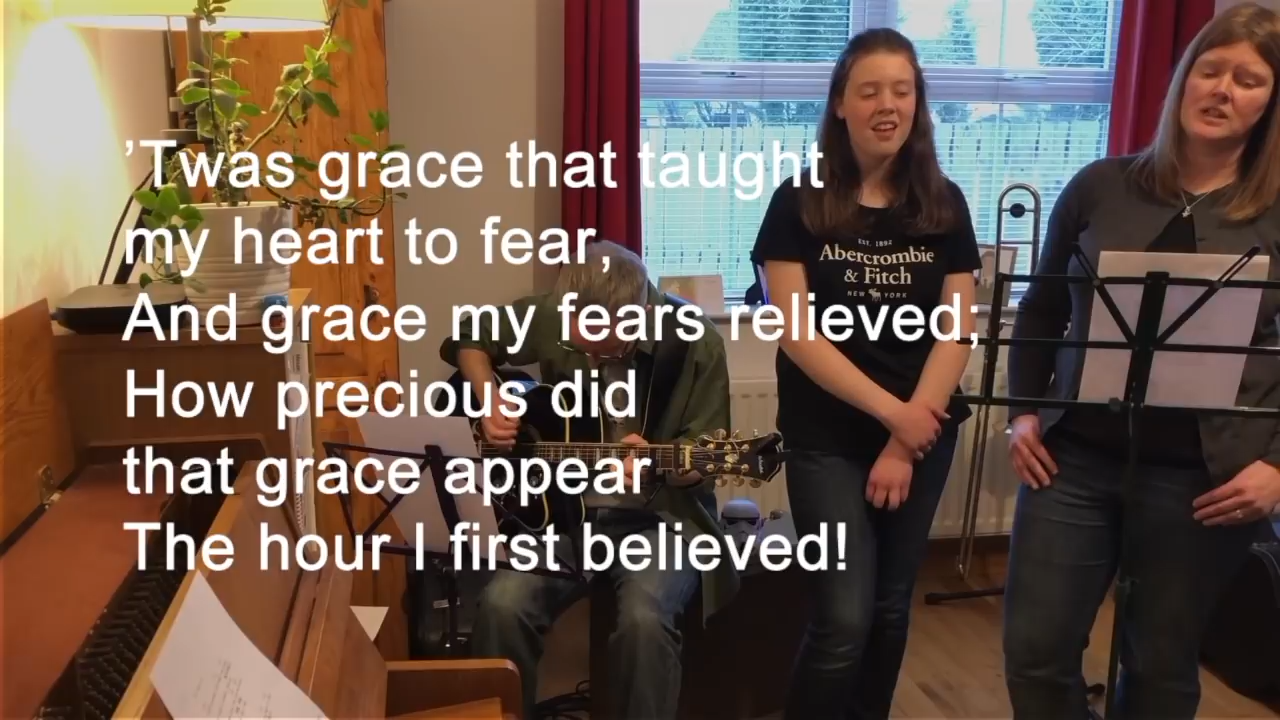 ’Twas grace that taught
my heart to fear,
And grace my fears relieved;
How precious did
that grace appear
The hour I first believed!
EST. 1892
Abercrombie
& Fitch
NEW YORK